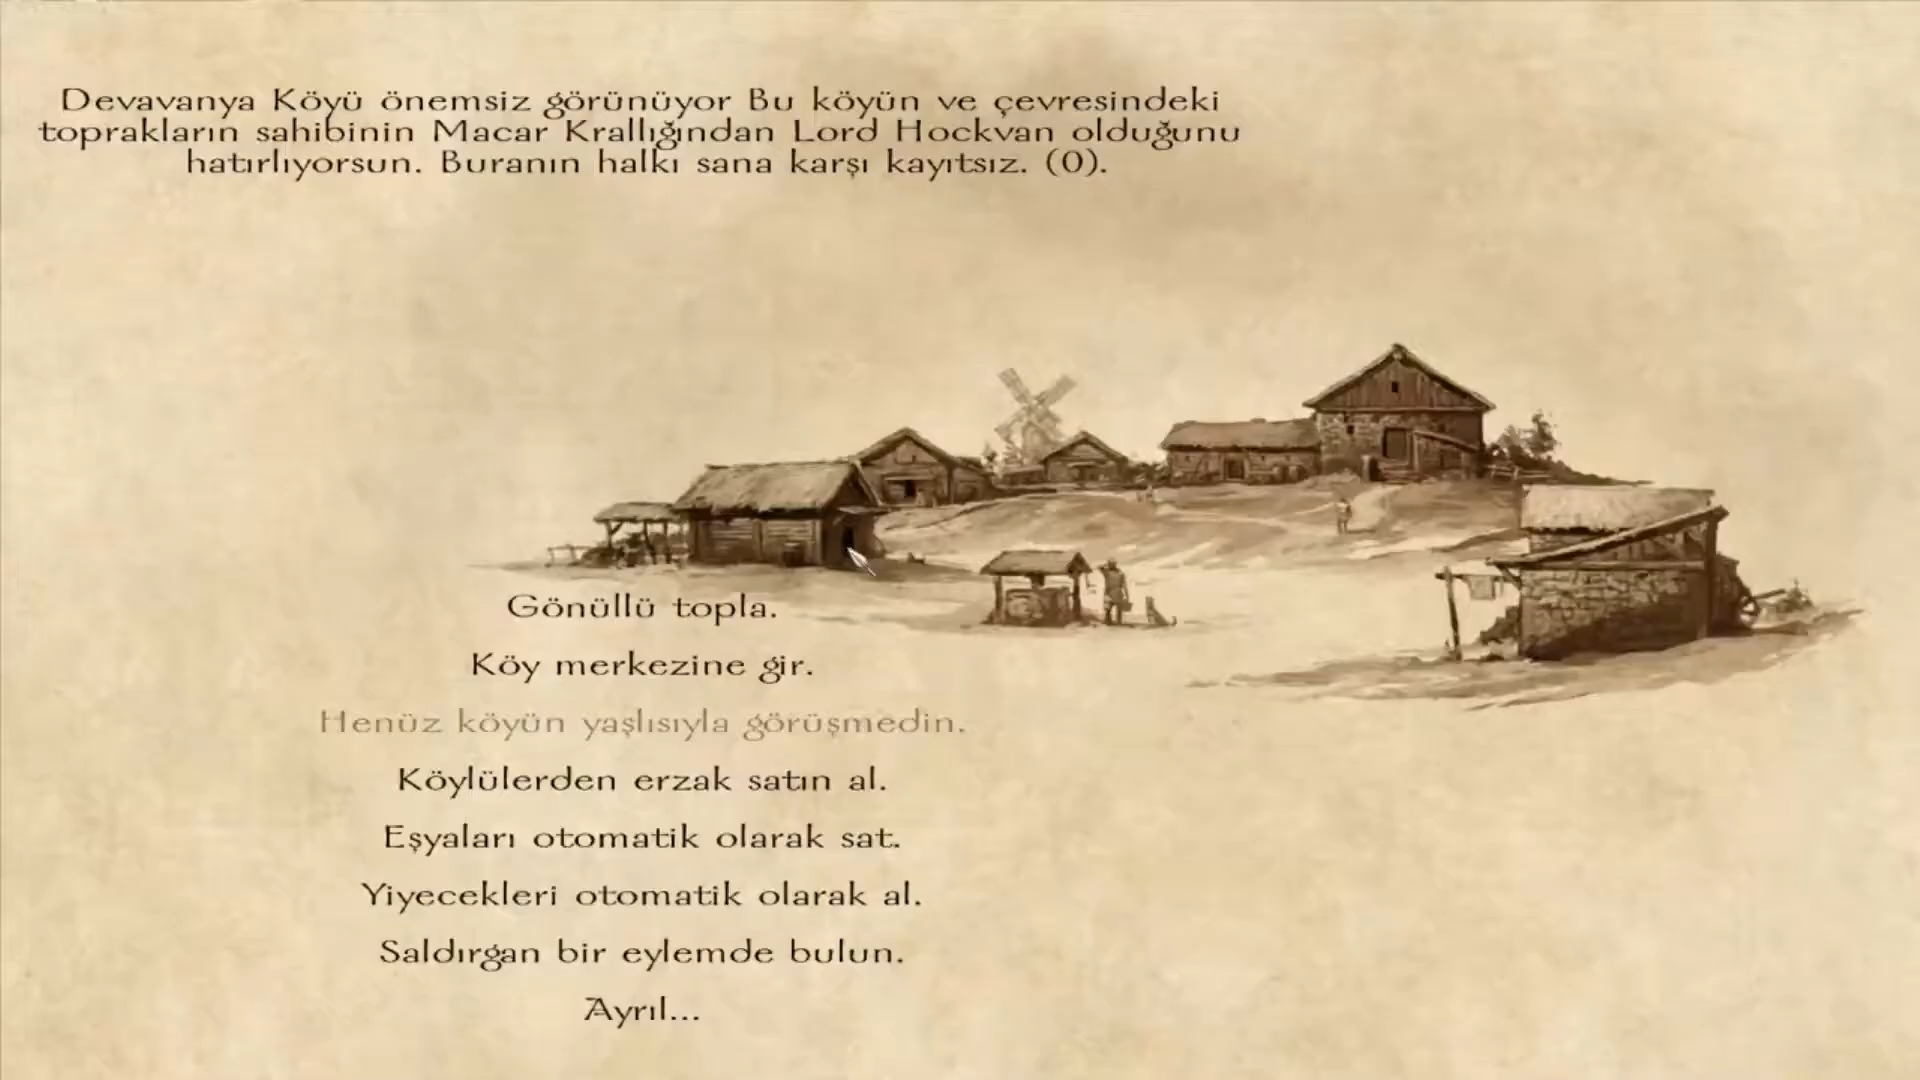 Devavanya Köyü önemsiz görünüyor Bu köyün ve çevresindeki
toprakların sahibinin Macar Krallığından Lord Hockvan olduğunu
hatırlıyorsun. Buranın halkı sana karşı kayıtsız. (0).
Gönüllü topla.
Köy merkezine gir.
Henüz köyün yaşlısıyla görüşmedin.
Köylülerden erzak satın al.
Eşyaları otomatik olarak sat.
Yiyecekleri otomatik olarak al.
Saldırgan bir eylemde bulun.
Ayrıl...